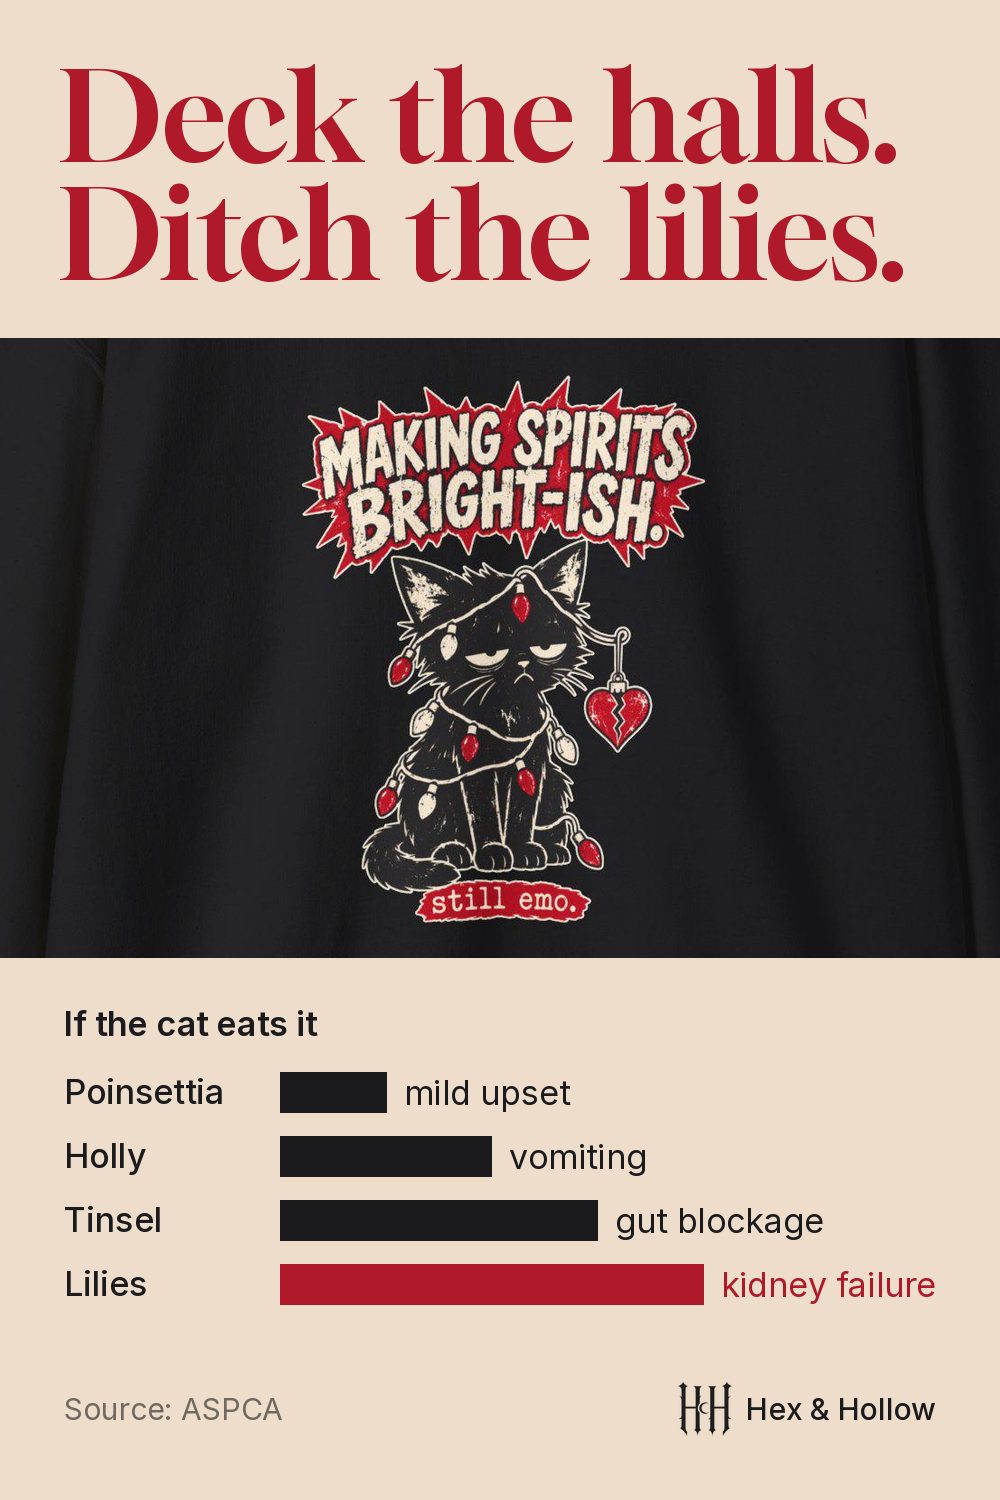 Deck the halls.
Ditch the lilies.
MAKING SPIRITS
BRIGHT-ISH.
still emo.
If the cat eats it
Poinsettia mild upset
Holly vomiting
Tinsel gut blockage
Lilies kidney failure
Source: ASPCA
HCH Hex & Hollow